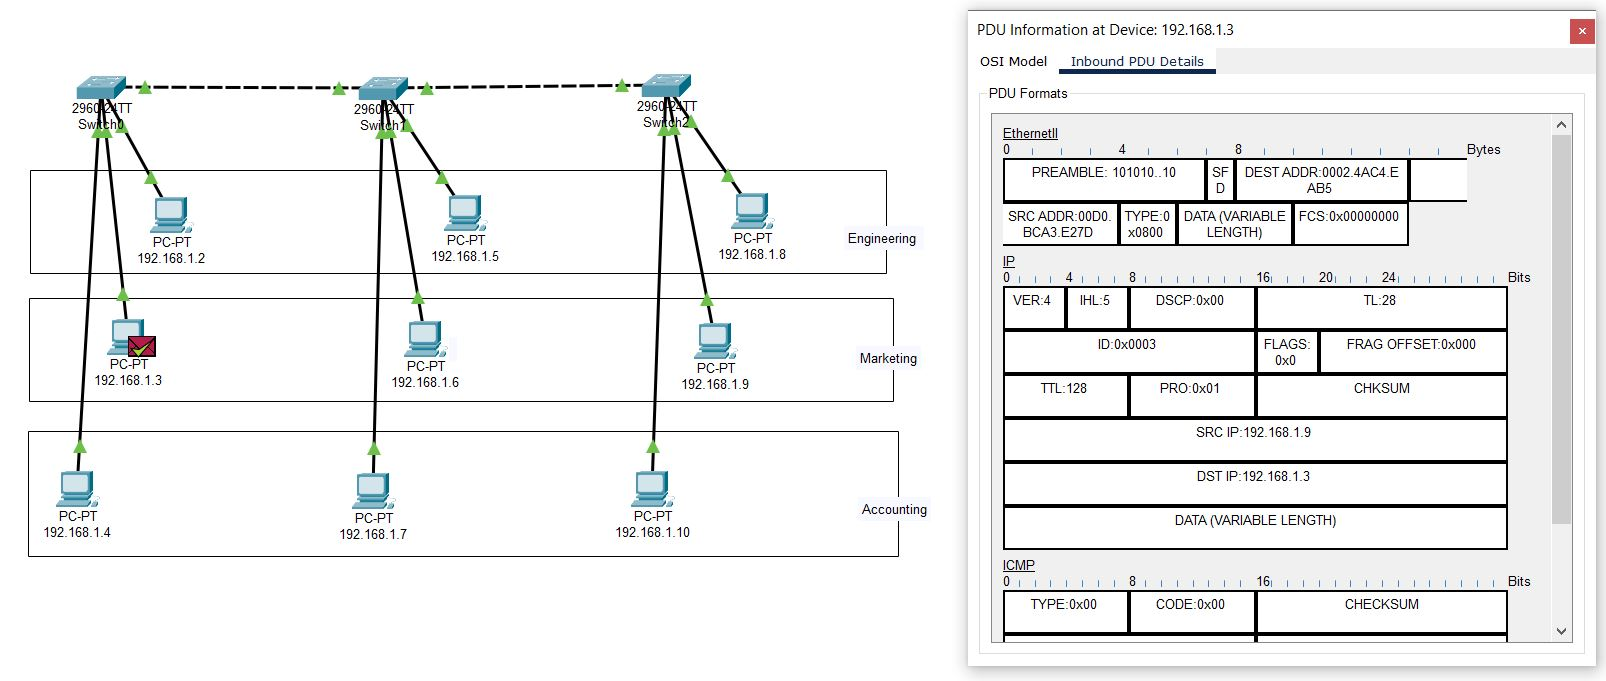 2960-24TT
Switch0
2960-24TT
Switch1
2960-24TT
Switch2
PC-PT
192.168.1.2
PC-PT
192.168.1.5
PC-PT
192.168.1.8
Engineering
PC-PT
192.168.1.3
PC-PT
192.168.1.6
PC-PT
192.168.1.9
Marketing
PC-PT
192.168.1.4
PC-PT
192.168.1.7
PC-PT
192.168.1.10
Accounting
PDU Information at Device: 192.168.1.3
OSI Model Inbound PDU Details
PDU Formats
EthernetII
0 4 8 Bytes
PREAMBLE: 101010..10
SF
D
DEST ADDR:0002.4AC4.E
AB5
SRC ADDR:00D0.
BCA3.E27D
TYPE:0
x0800
DATA (VARIABLE
LENGTH)
FCS:0x00000000
IP
0 4 8 16 20 24 Bits
VER:4 IHL:5 DSCP:0x00 TL:28
ID:0x0003
FLAGS:
0x0
FRAG OFFSET:0x000
TTL:128 PRO:0x01 CHKSUM
SRC IP:192.168.1.9
DST IP:192.168.1.3
DATA (VARIABLE LENGTH)
ICMP
0 8 16 Bits
TYPE:0x00 CODE:0x00 CHECKSUM